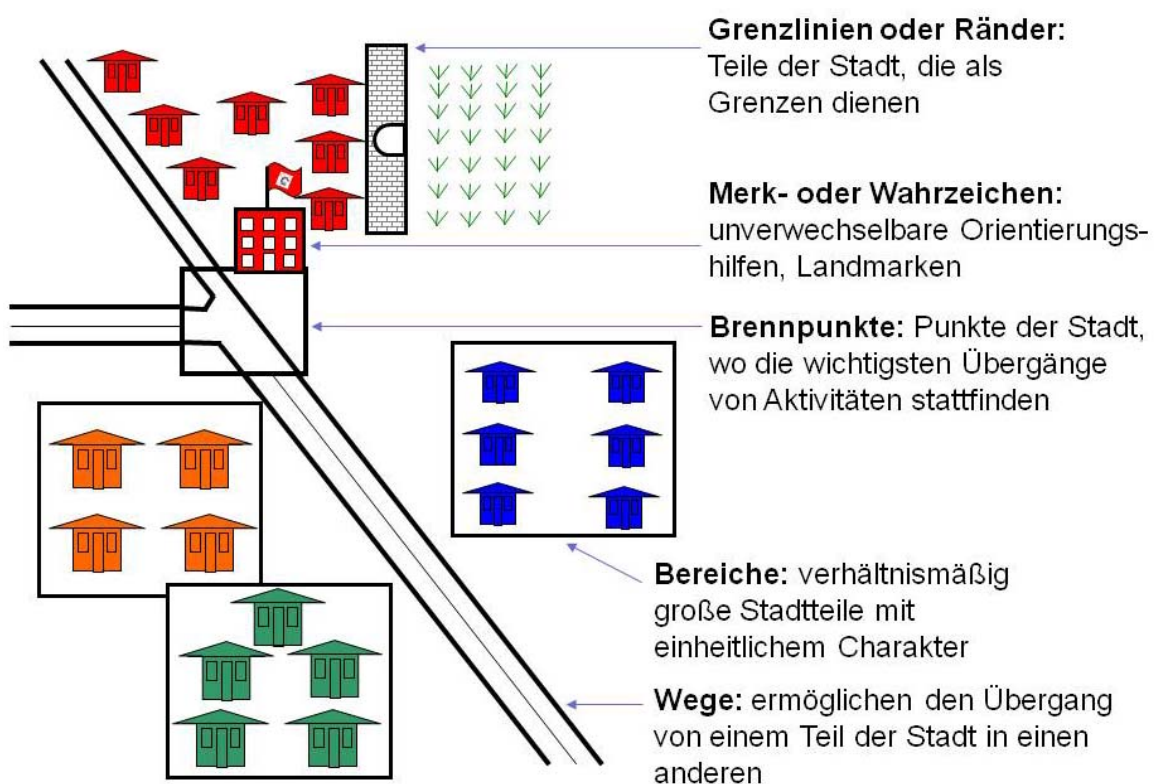 Grenzlinien oder Ränder:
Teile der Stadt, die als
Grenzen dienen
Merk- oder Wahrzeichen:
unverwechselbare Orientierungs-
hilfen, Landmarken
Brennpunkte: Punkte der Stadt,
wo die wichtigsten Übergänge
von Aktivitäten stattfinden
Bereiche: verhältnismäßig
große Stadtteile mit
einheitlichem Charakter
Wege: ermöglichen den Übergang
von einem Teil der Stadt in einen
anderen